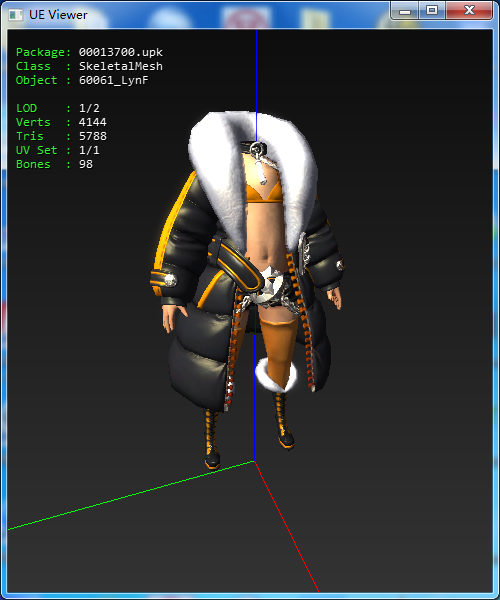 UE Viewer
Package: 00013700.upk
Class : SkeletalMesh
Object : 60061_LynF
LOD : 1/2
Verts : 4144
Tris : 5788
UV Set : 1/1
Bones : 98